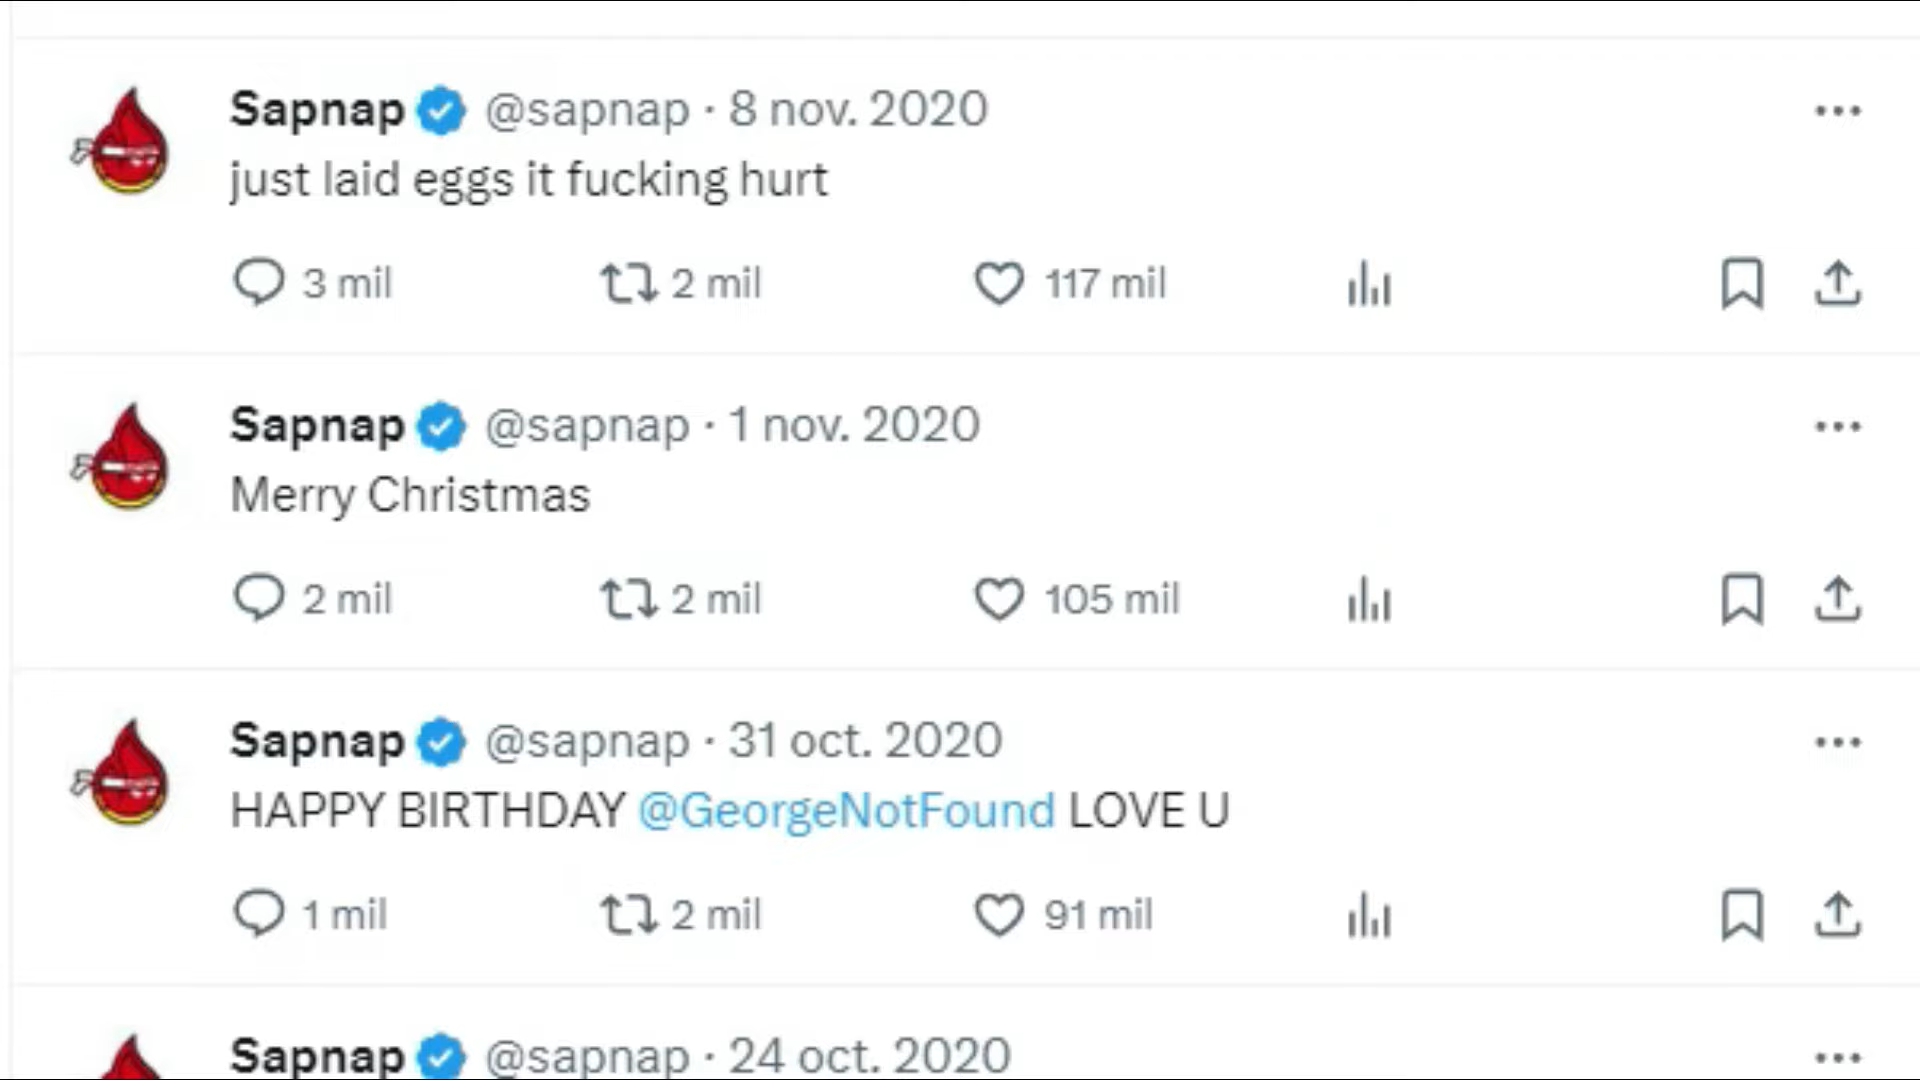 Sapnap @sapnap · 8 nov. 2020
just laid eggs it fucking hurt
3 mil 2 mil 117 mil
Sapnap @sapnap · 1 nov. 2020
Merry Christmas
2 mil 2 mil 105 mil
Sapnap @sapnap · 31 oct. 2020
HAPPY BIRTHDAY @GeorgeNotFound LOVE U
1 mil 2 mil 91 mil
Sapnap @sapnap · 24 oct. 2020